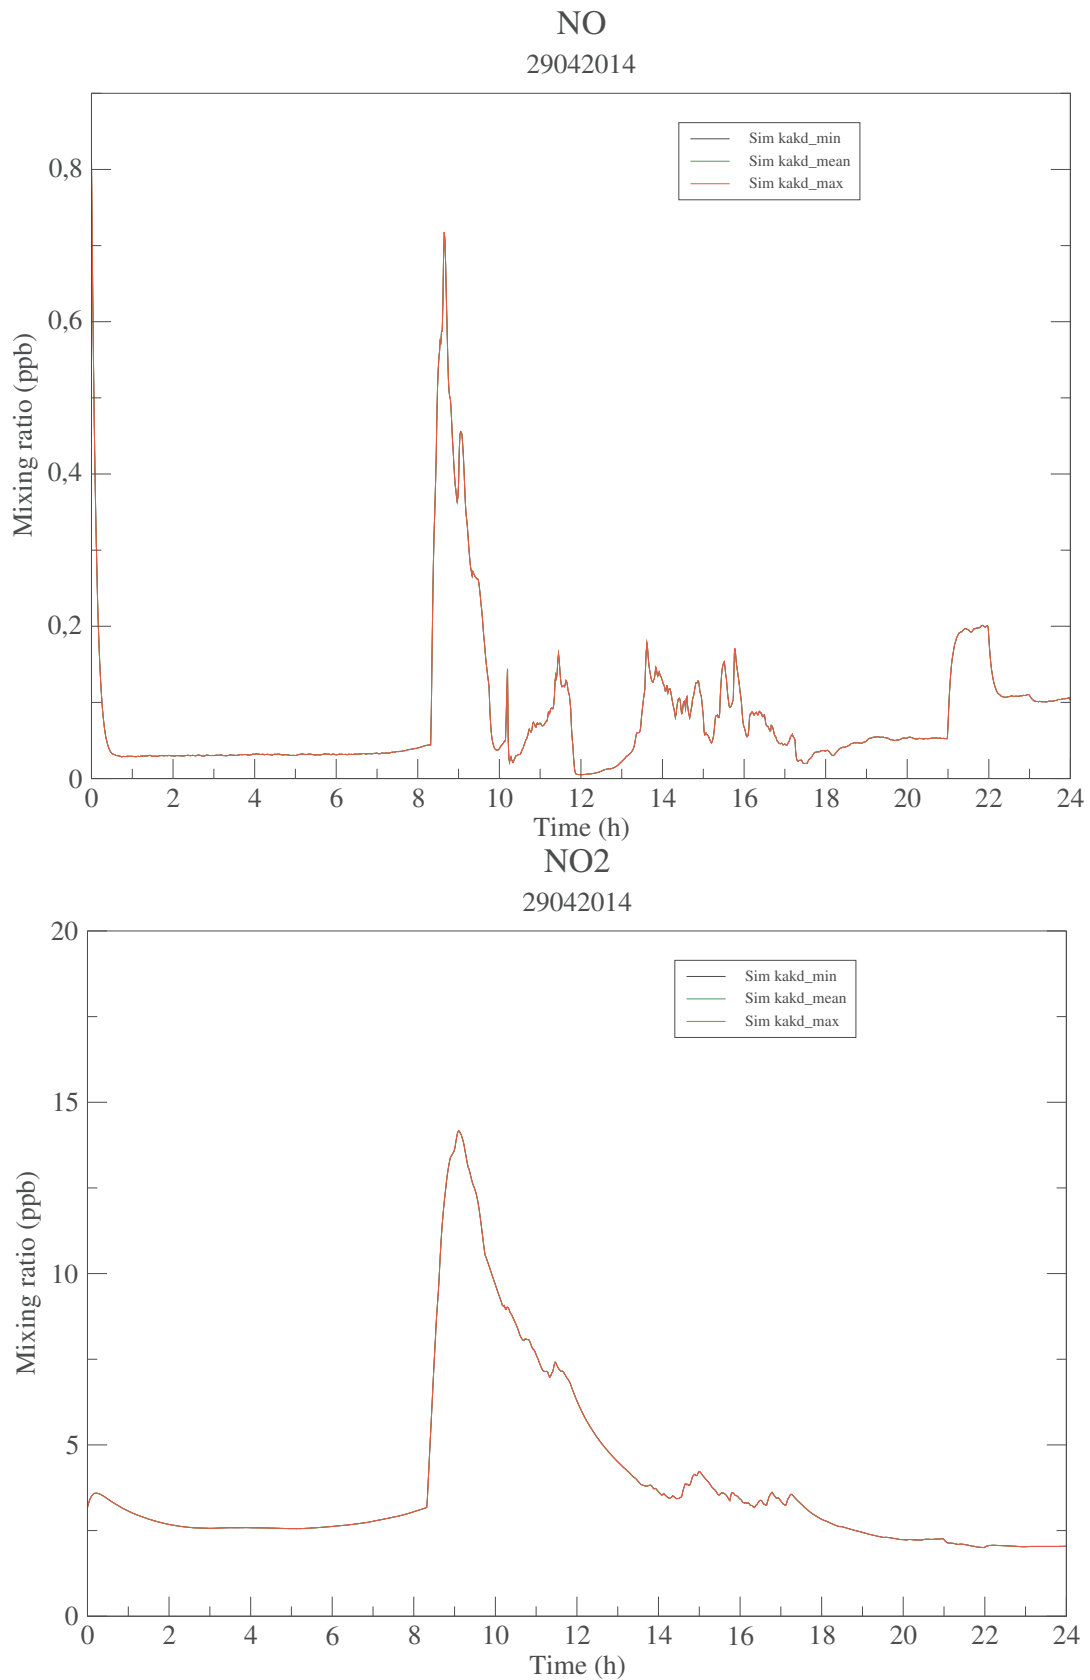 NO
29042014
Sim kakd_min
Sim kakd_mean
Sim kakd_max
0,8
0,6
0,4
0,2
0
Mixing ratio (ppb)
0 2 4 6 8 10 12 14 16 18 20 22 24
Time (h)
NO2
29042014
20
Sim kakd_min
Sim kakd_mean
Sim kakd_max
15
10
5
0
Mixing ratio (ppb)
0 2 4 6 8 10 12 14 16 18 20 22 24
Time (h)